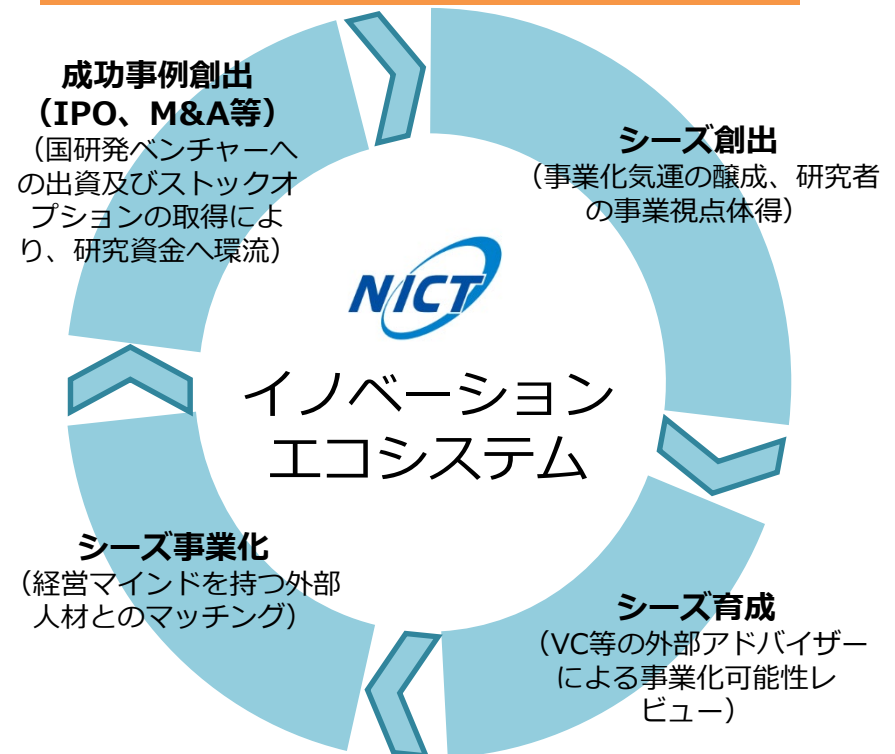 成功事例創出
（IPO、M&A等）
（国研発ベンチャーへ
の出資及びストックオ
プションの取得によ
り、研究資金へ環流）
シーズ創出
（事業化気運の醸成、研究者
の事業視点体得）
NICT
イノベーション
エコシステム
シーズ事業化
（経営マインドを持つ外部
人材とのマッチング）
シーズ育成
（VC等の外部アドバイザー
による事業化可能性レ
ビュー）